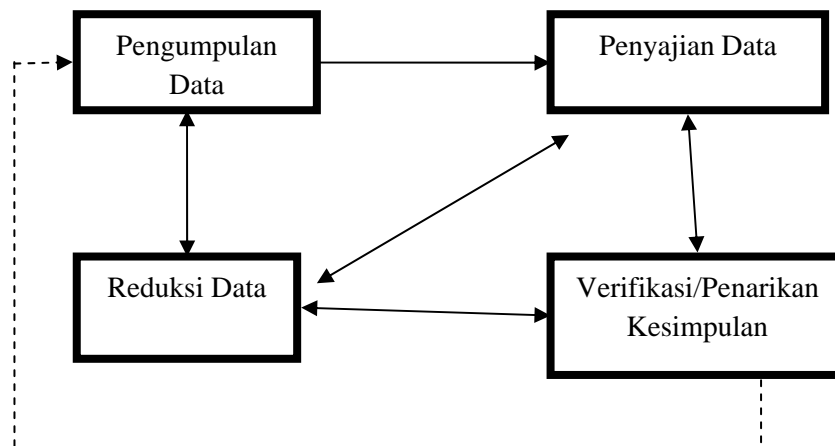 Pengumpulan
Data
Penyajian Data
Reduksi Data
Verifikasi/Penarikan
Kesimpulan